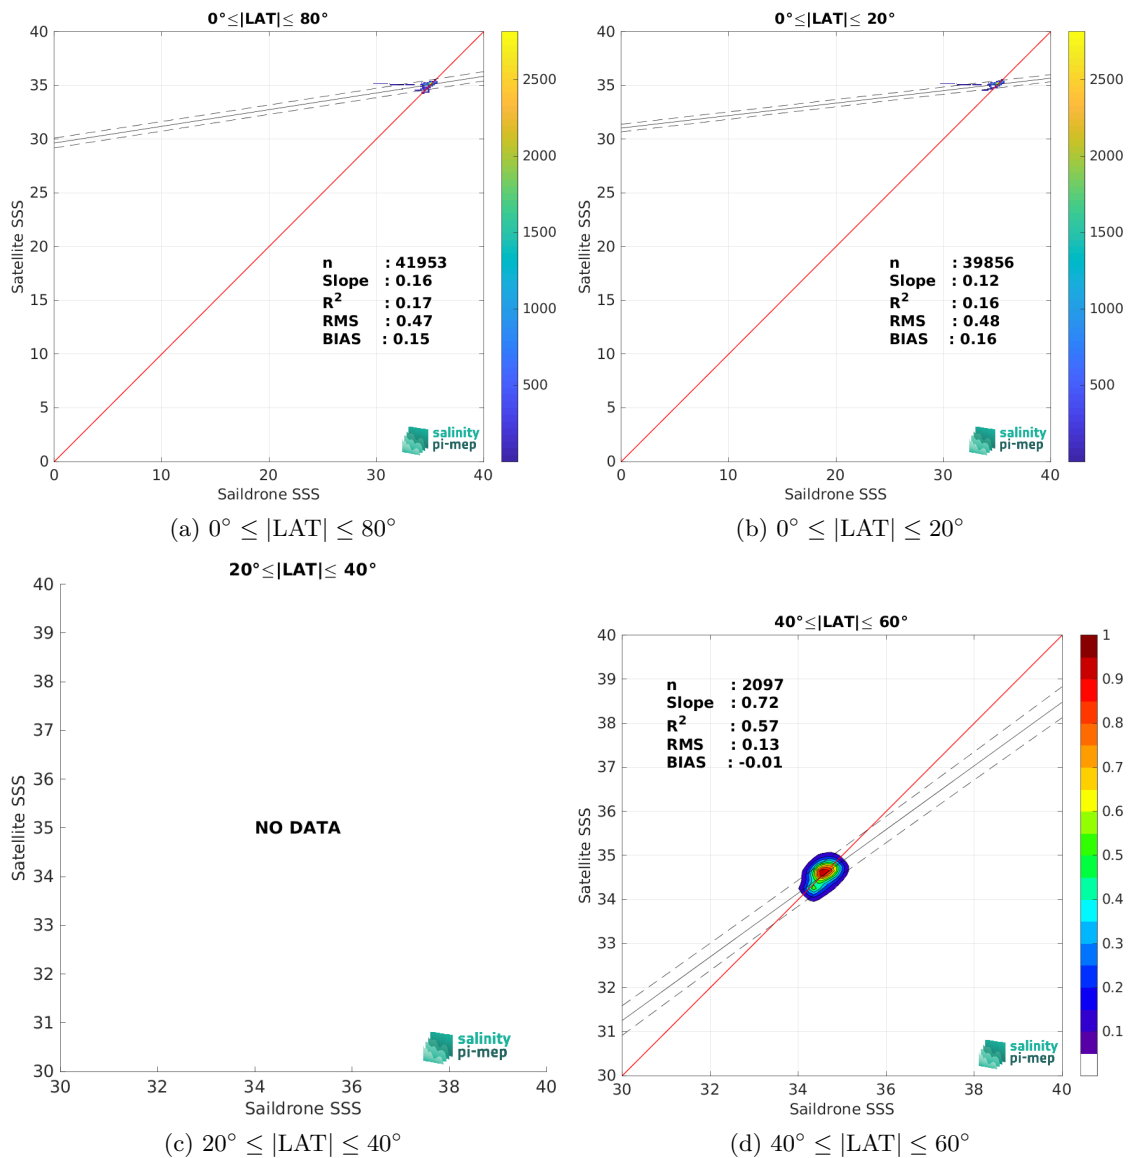 0°≤|LAT|≤ 80°
40
35
30
25
20
15
10
5
0
Satellite SSS
n : 41953
Slope : 0.16
R² : 0.17
RMS : 0.47
BIAS : 0.15
salinity
pi-mep
0 10 20 30 40
Saildrone SSS
2500
2000
1500
1000
500
(a) 0° ≤ |LAT| ≤ 80°
0°≤|LAT|≤ 20°
40
35
30
25
20
15
10
5
0
Satellite SSS
n : 39856
Slope : 0.12
R² : 0.16
RMS : 0.48
BIAS : 0.16
salinity
pi-mep
0 10 20 30 40
Saildrone SSS
2500
2000
1500
1000
500
(b) 0° ≤ |LAT| ≤ 20°
20°≤|LAT|≤ 40°
40
39
38
37
36
35
34
33
32
31
30
Satellite SSS
NO DATA
salinity
pi-mep
30 32 34 36 38 40
Saildrone SSS
(c) 20° ≤ |LAT| ≤ 40°
40°≤|LAT|≤ 60°
40
39
38
37
36
35
34
33
32
31
30
Satellite SSS
n : 2097
Slope : 0.72
R² : 0.57
RMS : 0.13
BIAS : -0.01
salinity
pi-mep
30 32 34 36 38 40
Saildrone SSS
1
0.9
0.8
0.7
0.6
0.5
0.4
0.3
0.2
0.1
(d) 40° ≤ |LAT| ≤ 60°